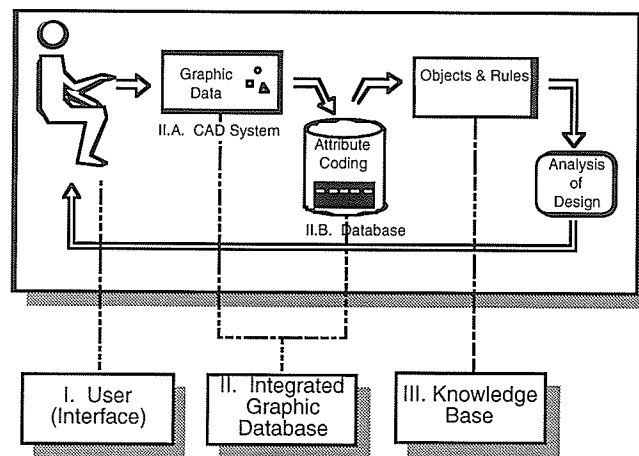 Graphic
Data
II.A. CAD System
Attribute
Coding
II.B. Database
Objects & Rules
Analysis
of
Design
I. User
(Interface)
II. Integrated
Graphic
Database
III. Knowledge
Base